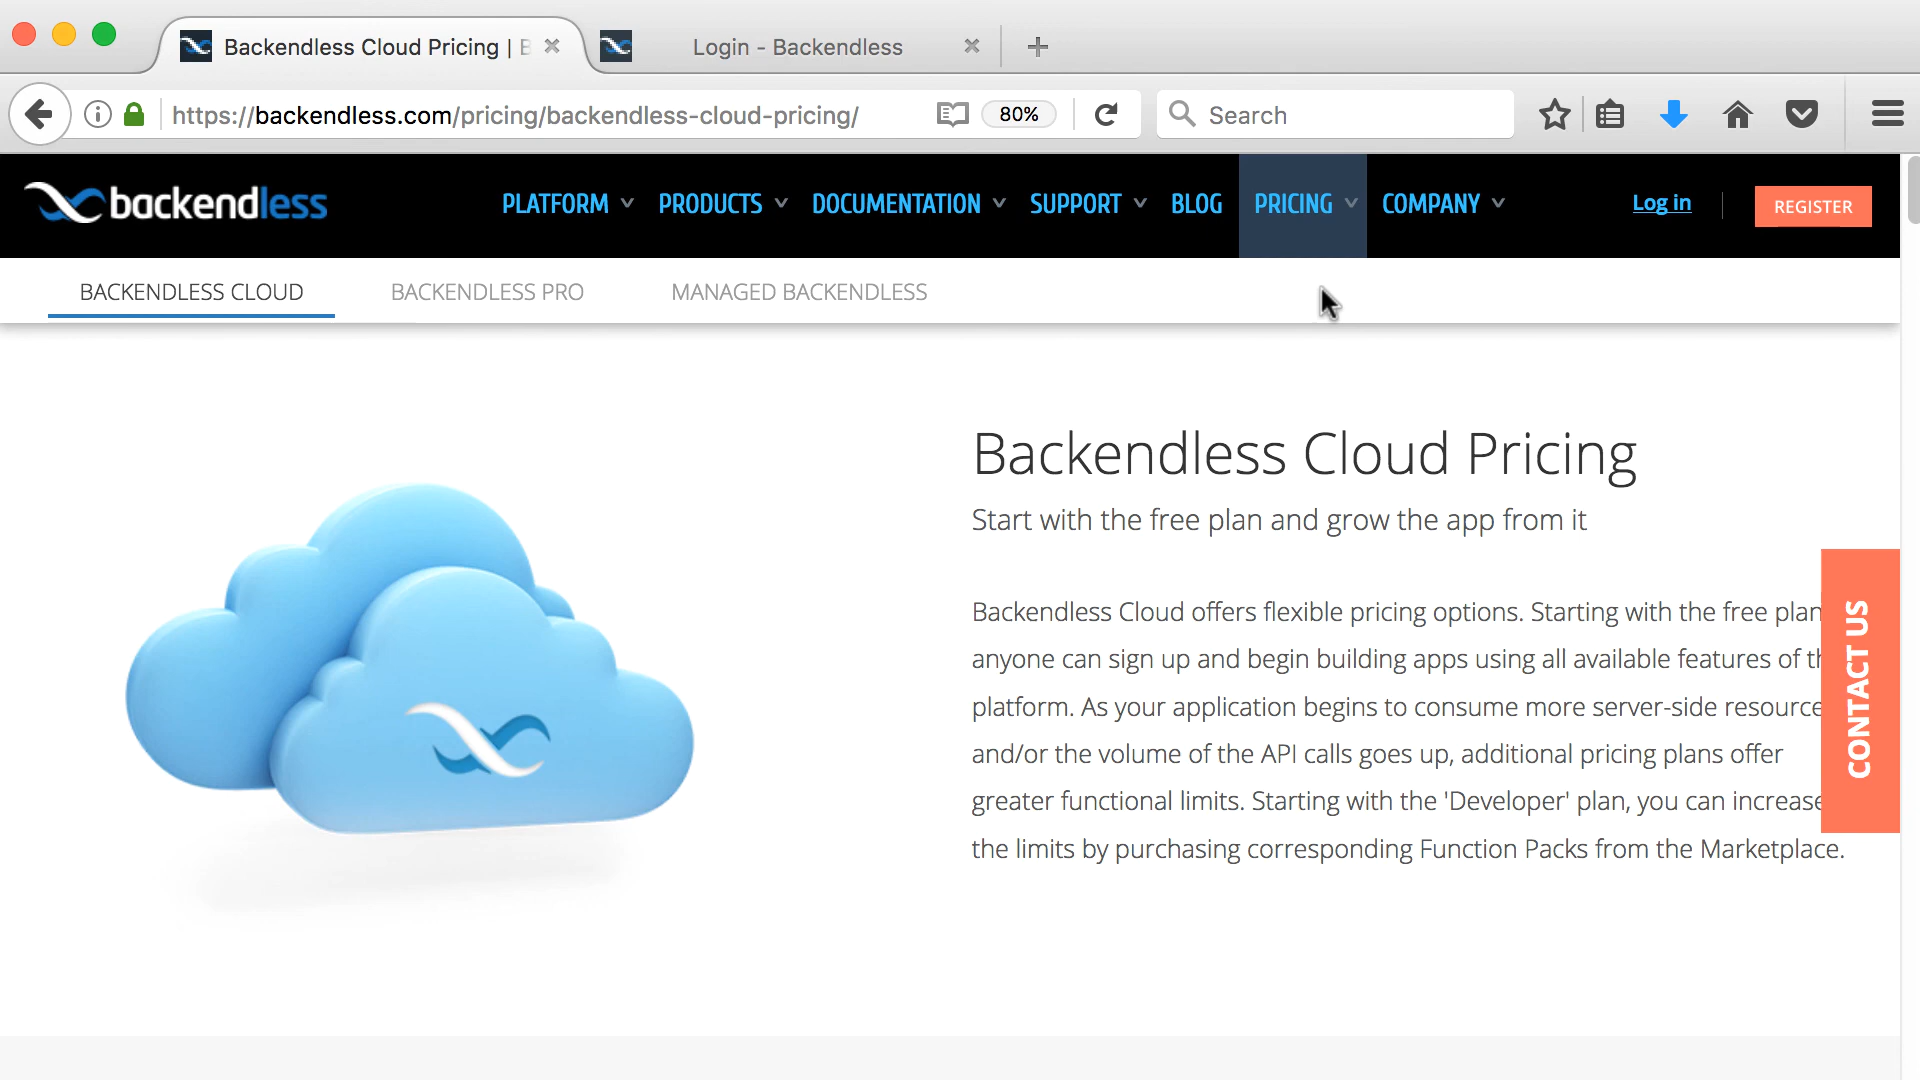 Backendless Cloud Pricing |
Login - Backendless
https://backendless.com/pricing/backendless-cloud-pricing/
80%
Search
backendless
PLATFORM
PRODUCTS
DOCUMENTATION
SUPPORT
BLOG
PRICING
COMPANY
Log in
REGISTER
BACKENDLESS CLOUD
BACKENDLESS PRO
MANAGED BACKENDLESS
Backendless Cloud Pricing
Start with the free plan and grow the app from it
Backendless Cloud offers flexible pricing options. Starting with the free plan
anyone can sign up and begin building apps using all available features of
platform. As your application begins to consume more server-side
and/or the volume of the API calls goes up, additional pricing plans offer
greater functional limits. Starting with the 'Developer' plan, you can increase
the limits by purchasing corresponding Function Packs from the Marketplace.
CONTACT US